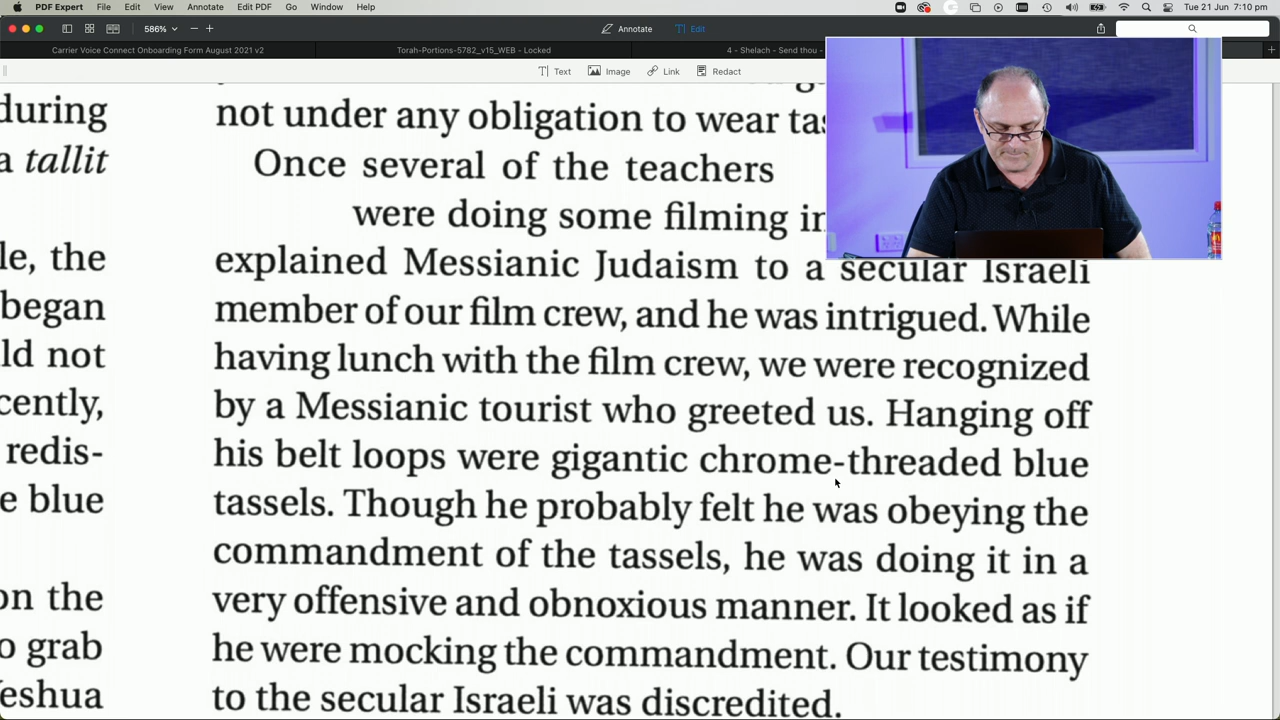 PDF Expert File Edit View Annotate Edit PDF Go Window Help Tue 21 Jun 7:10 pm
586% Annotate Edit
Carrier Voice Connect Onboarding Form August 2021 v2 Torah-Portions-5782_v15_WEB - Locked 4 - Shelach - Send thou -
Text Image Link Redact
during
a tallit
le, the
began
ld not
cently,
redis-
e blue
on the
o grab
Yeshua
not under any obligation to wear tas
Once several of the teachers
were doing some filming in
explained Messianic Judaism to a secular Israeli
member of our film crew, and he was intrigued. While
having lunch with the film crew, we were recognized
by a Messianic tourist who greeted us. Hanging off
his belt loops were gigantic chrome-threaded blue
tassels. Though he probably felt he was obeying the
commandment of the tassels, he was doing it in a
very offensive and obnoxious manner. It looked as if
he were mocking the commandment. Our testimony
to the secular Israeli was discredited.